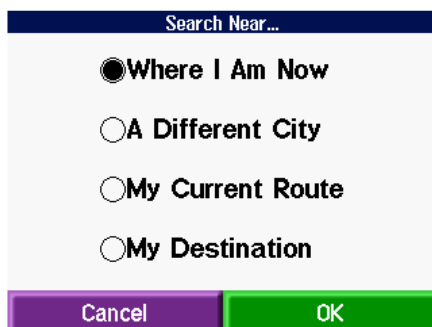 Search Near...
Where I Am Now
A Different City
My Current Route
My Destination
Cancel OK